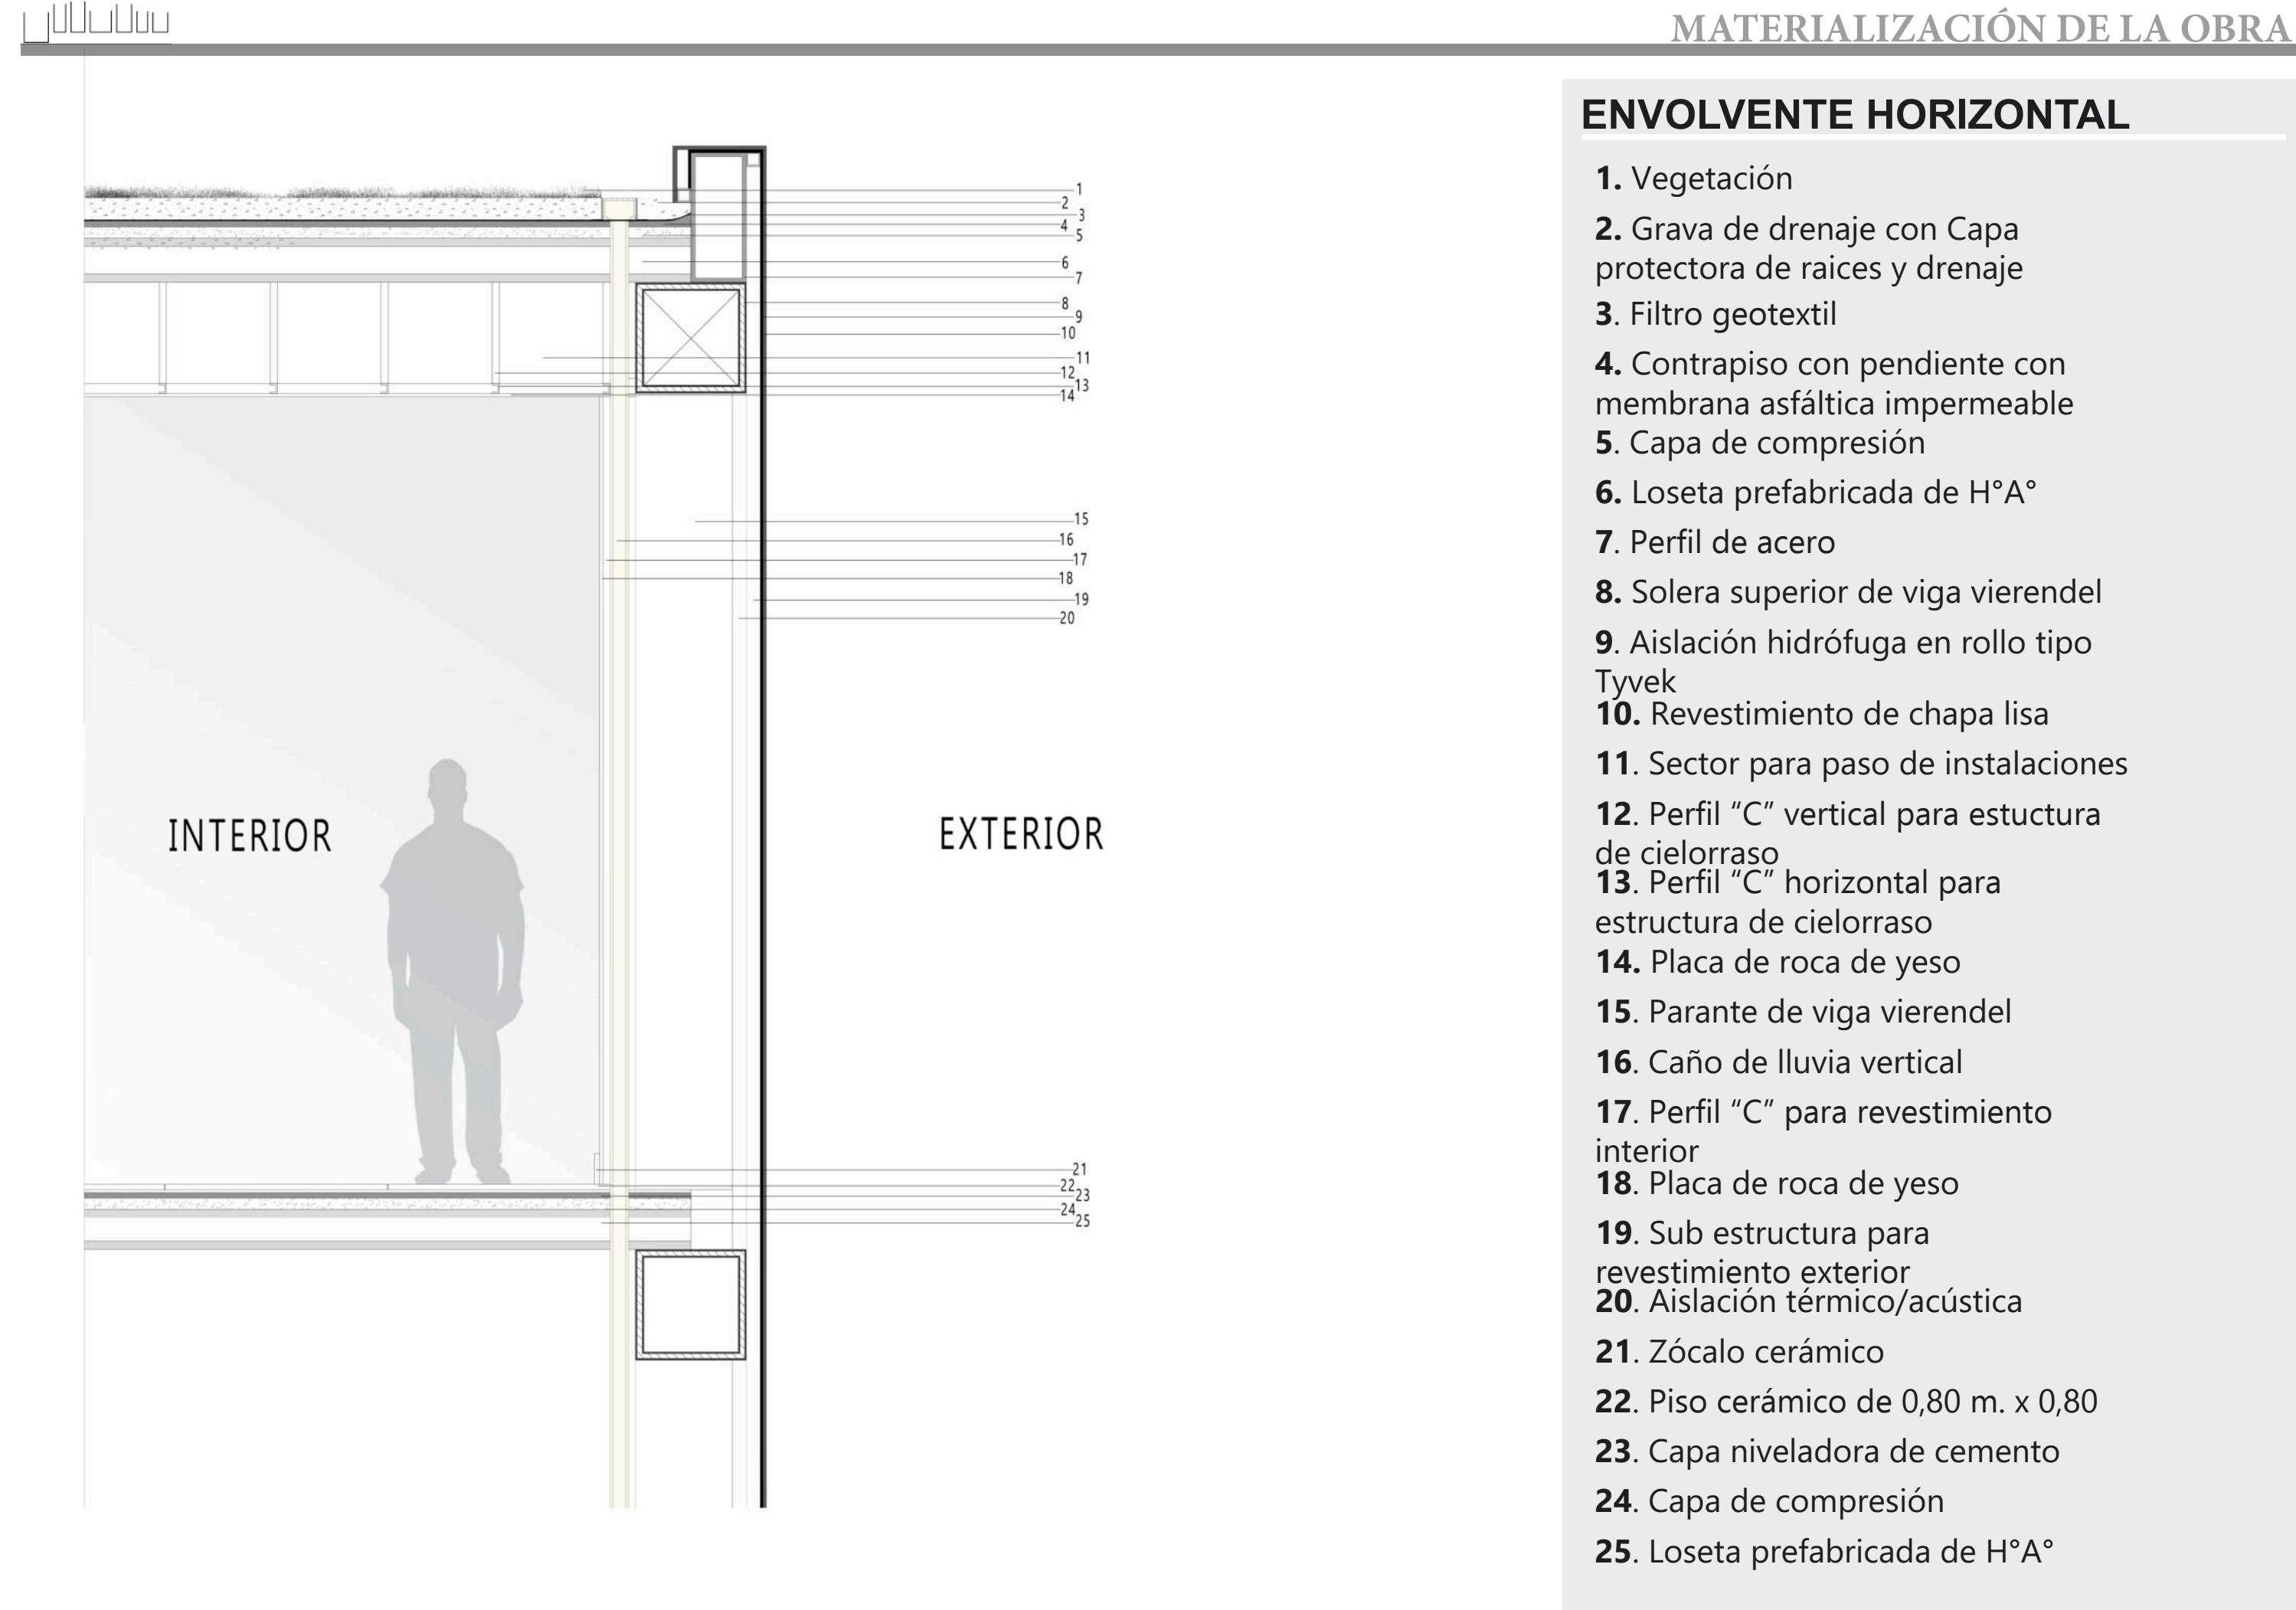 MATERIALIZACIÓN DE LA OBRA
1
2
3
4
5
6
7
8
9
10
11
12
13
14
15
16
17
18
19
20
INTERIOR
EXTERIOR
21
22
23
24
25
ENVOLVENTE HORIZONTAL
1. Vegetación
2. Grava de drenaje con Capa
protectora de raices y drenaje
3. Filtro geotextil
4. Contrapiso con pendiente con
membrana asfáltica impermeable
5. Capa de compresión
6. Loseta prefabricada de H°A°
7. Perfil de acero
8. Solera superior de viga vierendel
9. Aislación hidrófuga en rollo tipo
Tyvek
10. Revestimiento de chapa lisa
11. Sector para paso de instalaciones
12. Perfil “C” vertical para estuctura
de cielorraso
13. Perfil “C” horizontal para
estructura de cielorraso
14. Placa de roca de yeso
15. Parante de viga vierendel
16. Caño de lluvia vertical
17. Perfil “C” para revestimiento
interior
18. Placa de roca de yeso
19. Sub estructura para
revestimiento exterior
20. Aislación térmico/acústica
21. Zócalo cerámico
22. Piso cerámico de 0,80 m. x 0,80
23. Capa niveladora de cemento
24. Capa de compresión
25. Loseta prefabricada de H°A°